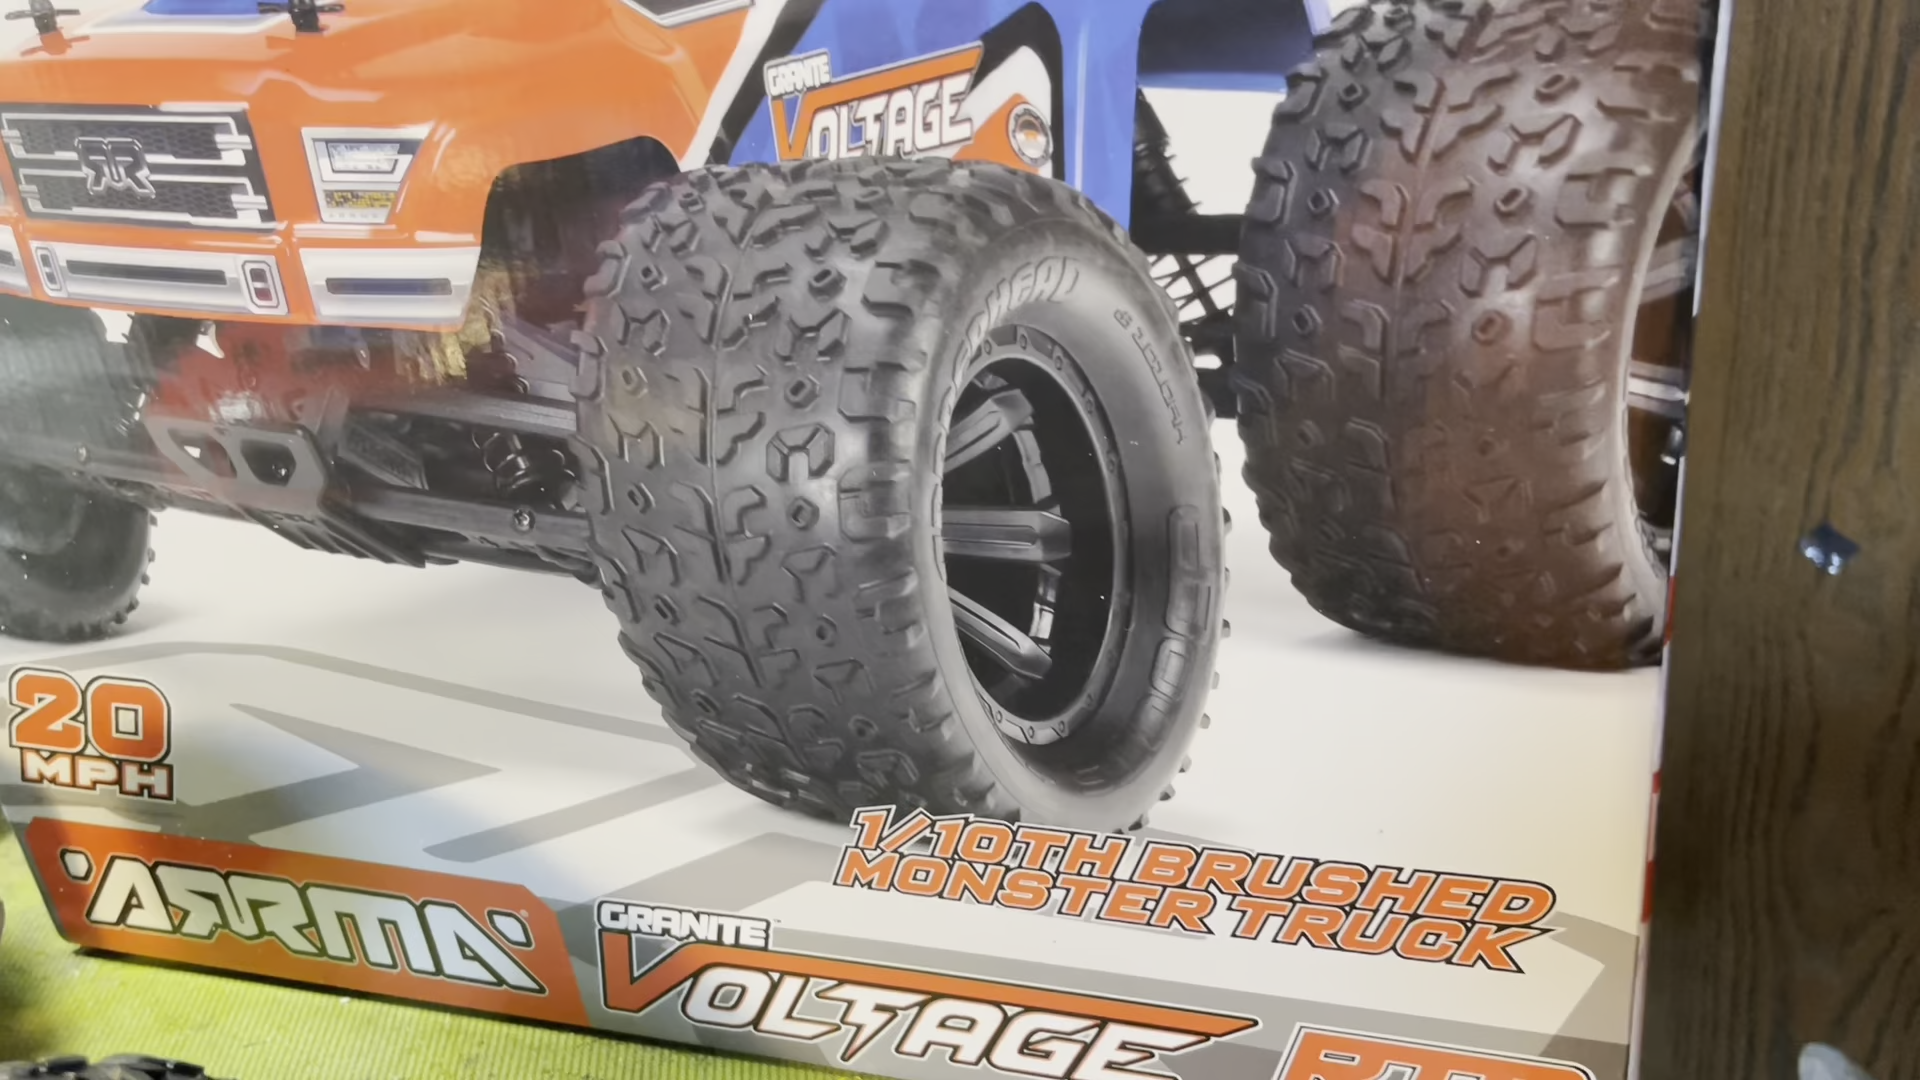 GRANITE
VOLTAGE
20
MPH
1/10TH BRUSHED
MONSTER TRUCK
ARRMA
GRANITE
VOLTAGE